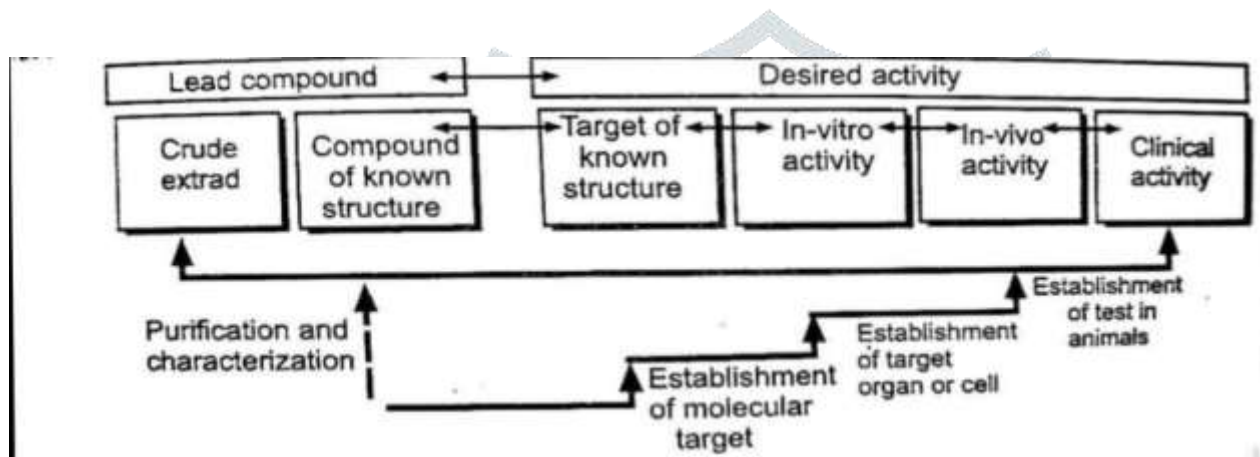 Lead compound
Desired activity
Crude
extrad
Compound
of known
structure
Target of
known
structure
In-vitro
activity
In-vivo
activity
Clinical
activity
Purification and
characterization
Establishment
of molecular
target
Establishment
of target
organ or cell
Establishment
of test in
animals